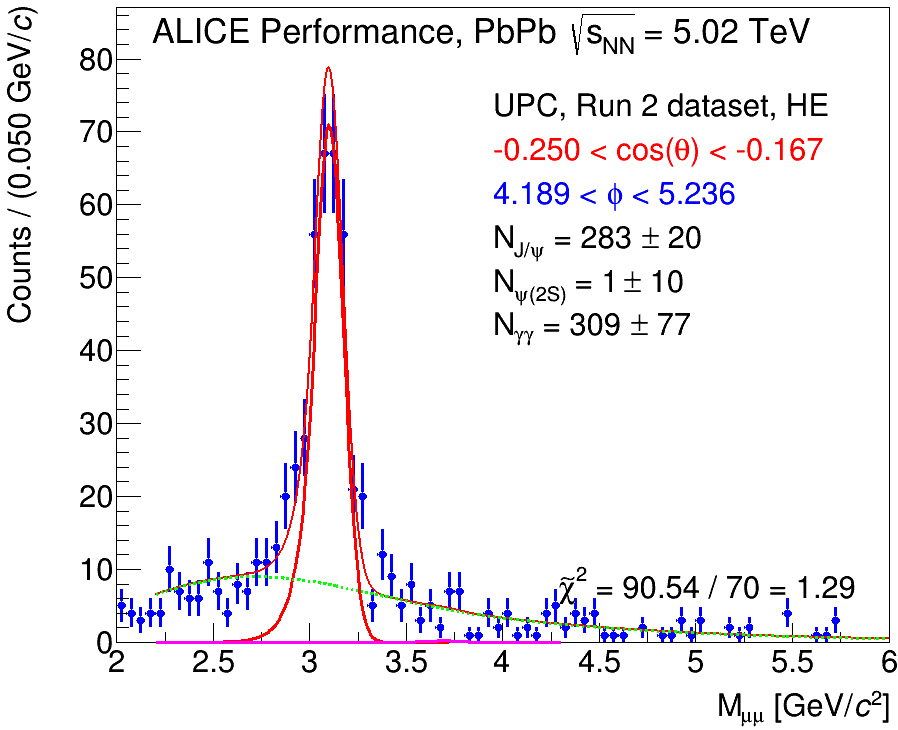 ALICE Performance, PbPb √sNN = 5.02 TeV
UPC, Run 2 dataset, HE
-0.250 < cos(θ) < -0.167
4.189 < ϕ < 5.236
NJ/ψ = 283 ± 20
Nψ(2S) = 1 ± 10
Nγγ = 309 ± 77
χ̃² = 90.54 / 70 = 1.29
Counts / (0.050 GeV/c)
80
70
60
50
40
30
20
10
0
2 2.5 3 3.5 4 4.5 5 5.5 6
Mμμ [GeV/c²]